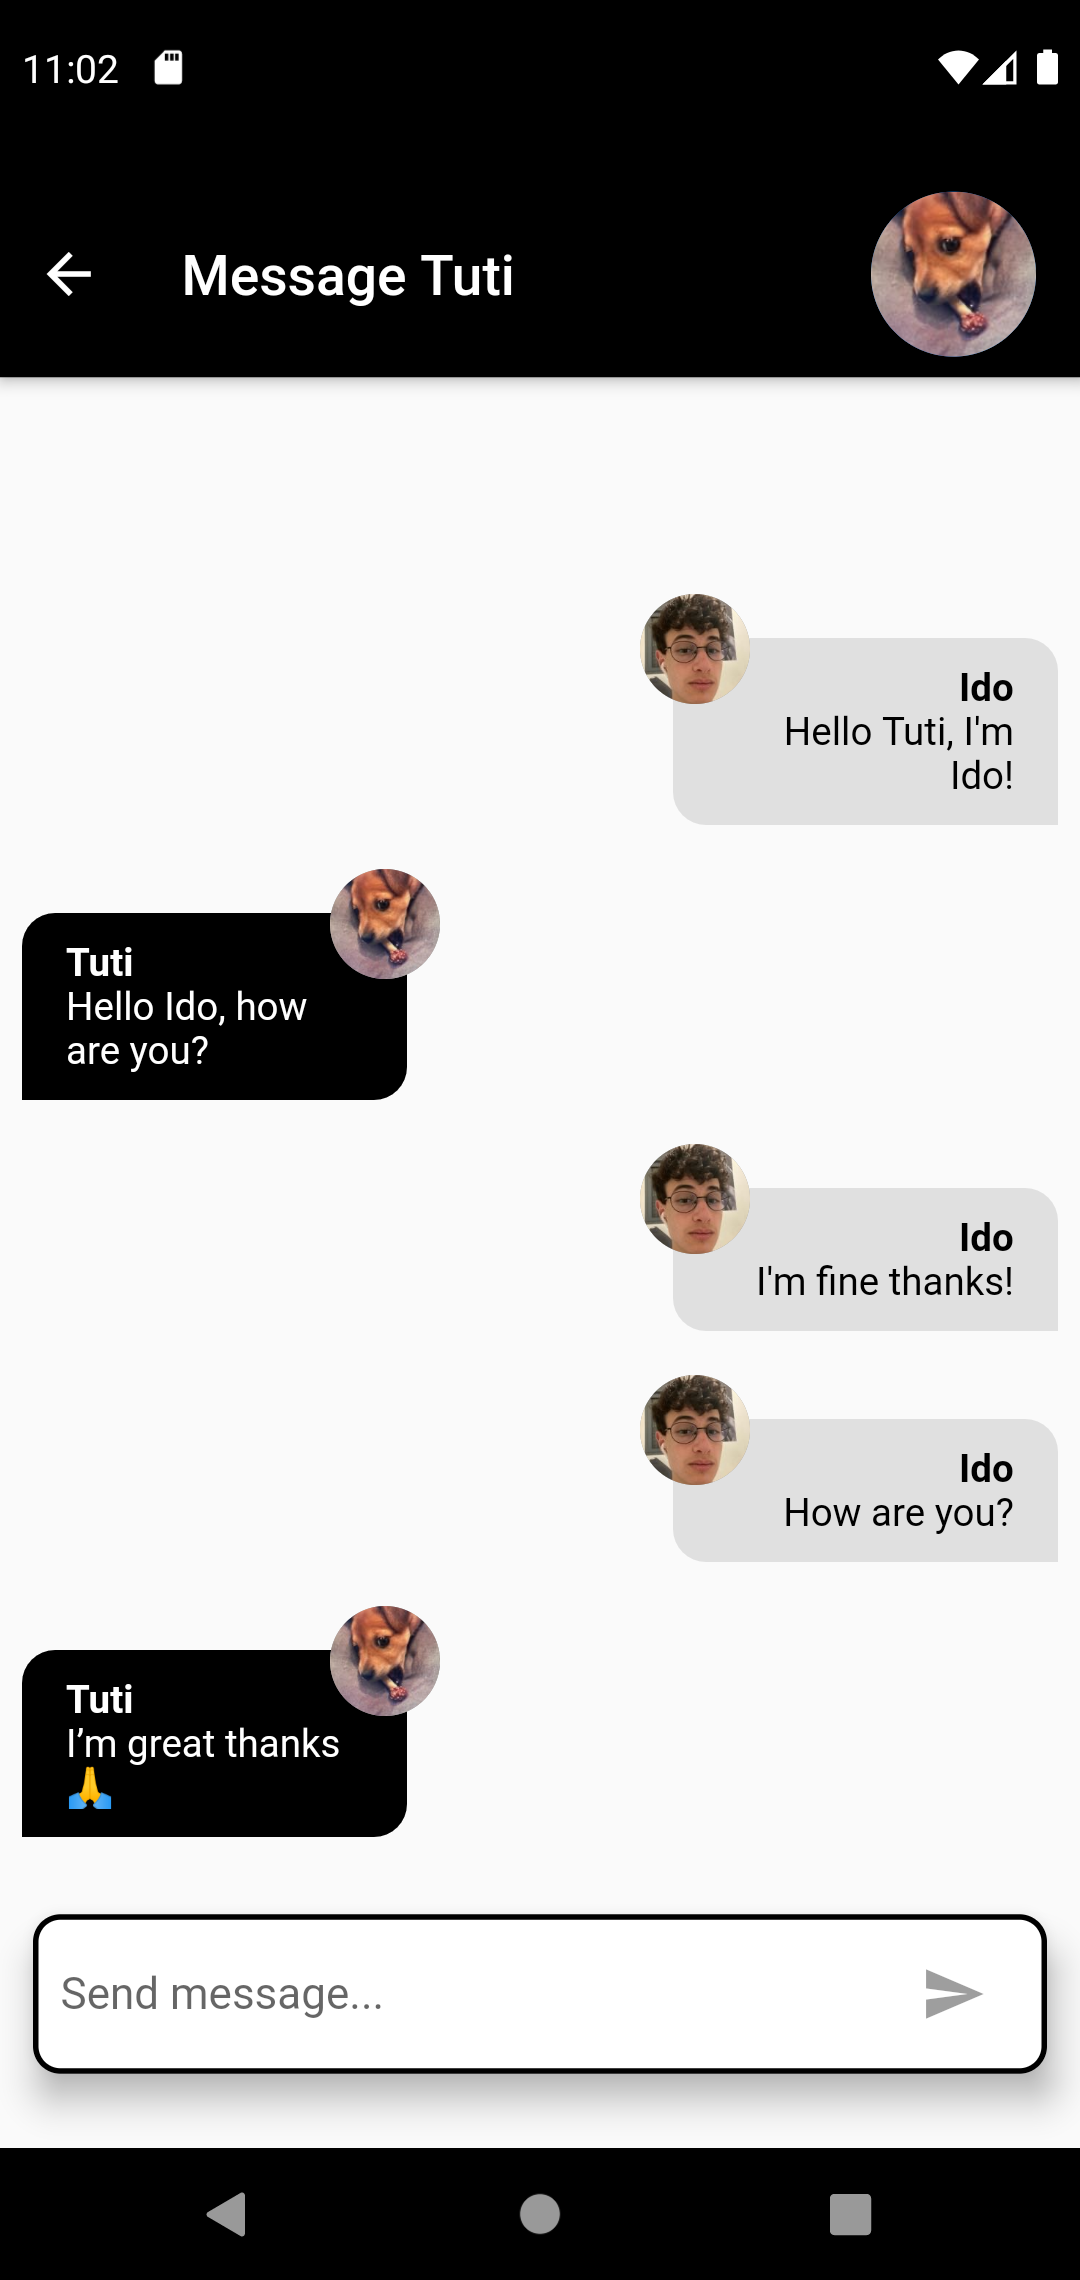 11:02
Message Tuti
Ido
Hello Tuti, I'm
Ido!
Tuti
Hello Ido, how
are you?
Ido
I'm fine thanks!
Ido
How are you?
Tuti
I’m great thanks
🙏
Send message...